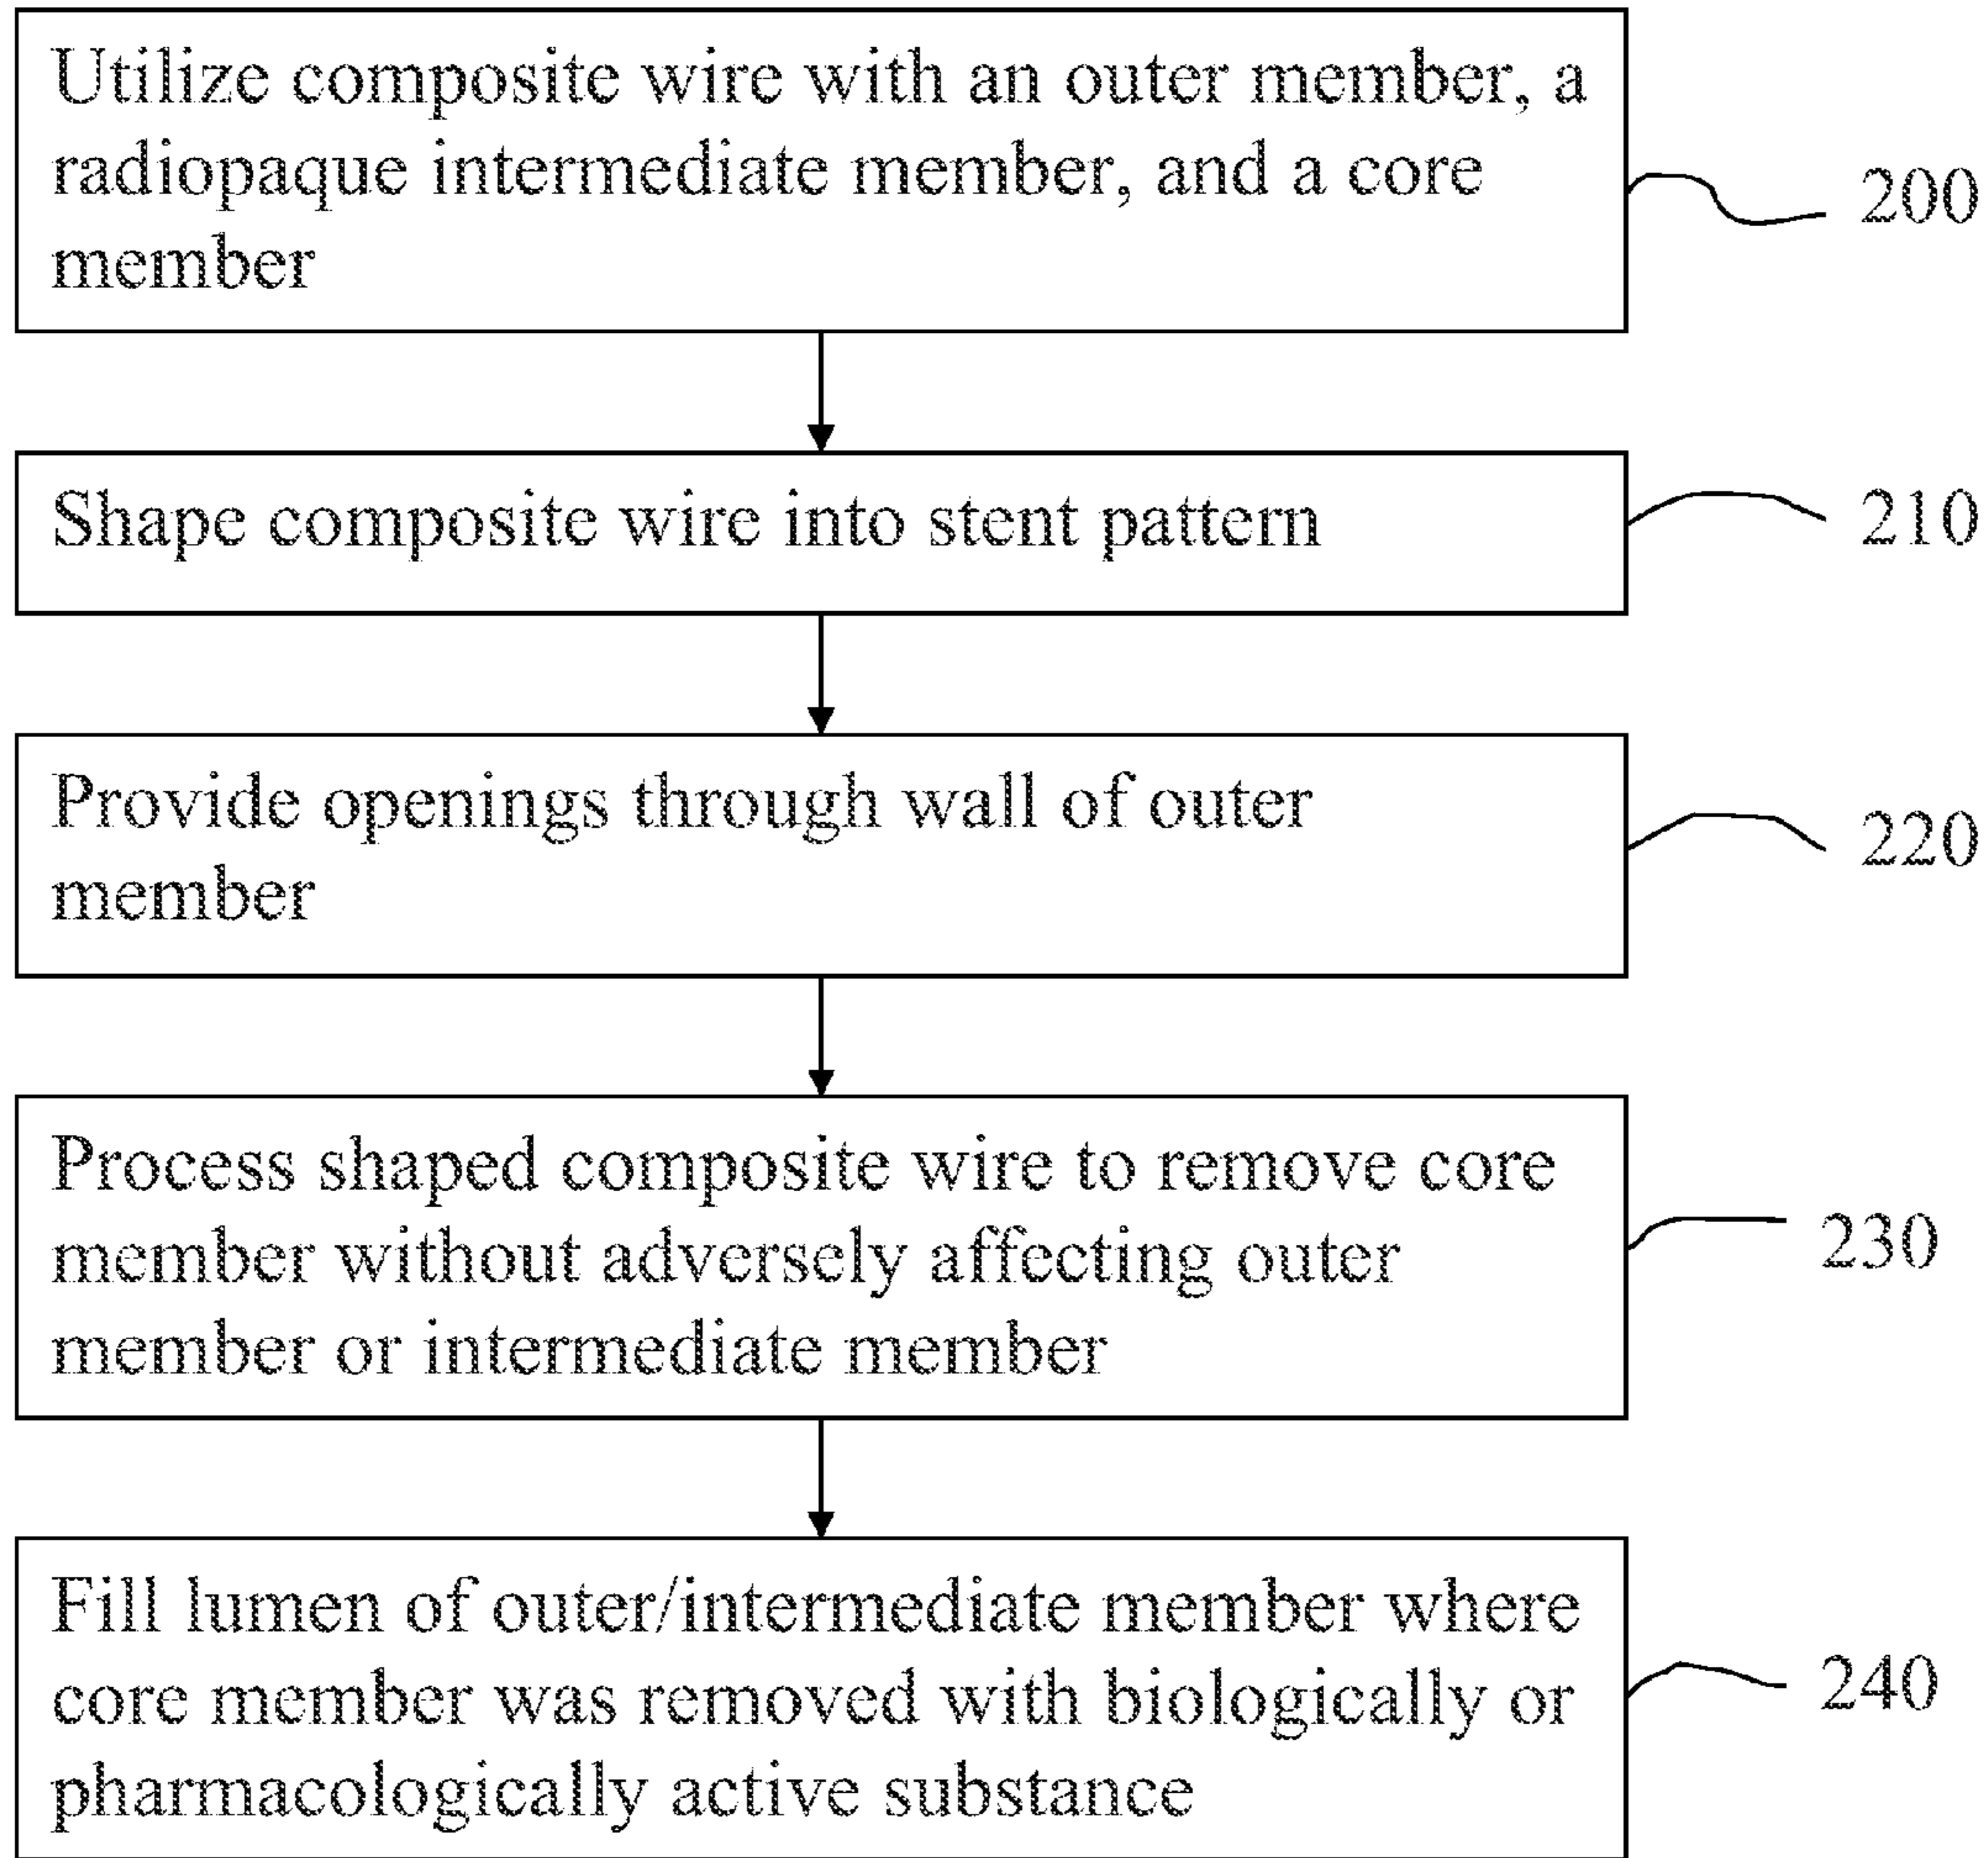 Utilize composite wire with an outer member, a
radiopaque intermediate member, and a core
member
200
Shape composite wire into stent pattern
210
Provide openings through wall of outer
member
220
Process shaped composite wire to remove core
member without adversely affecting outer
member or intermediate member
230
Fill lumen of outer/intermediate member where
core member was removed with biologically or
pharmacologically active substance
240